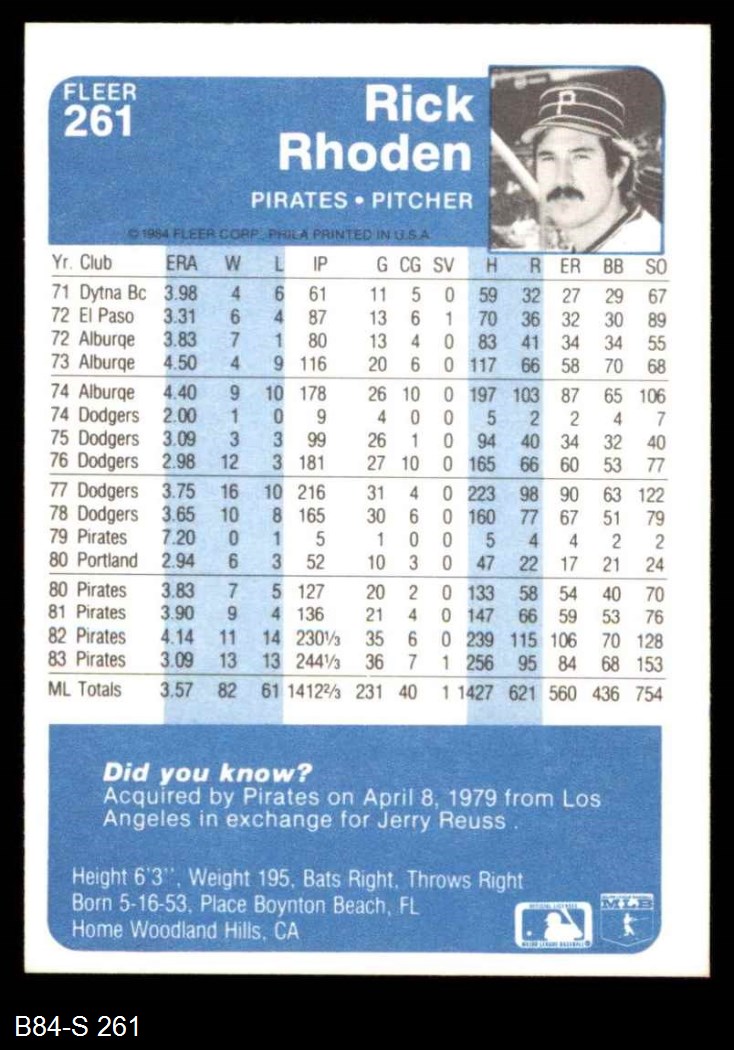 FLEER
261
Rick
Rhoden
PIRATES • PITCHER
P
© 1984 FLEER CORP., PHILA PRINTED IN U.S.A.
Yr. Club ERA W L IP G CG SV H R ER BB SO
71 Dytna Bc 3.98 4 6 61 11 5 0 59 32 27 29 67
72 El Paso 3.31 6 4 87 13 6 1 70 36 32 30 89
72 Alburqe 3.83 7 1 80 13 4 0 83 41 34 34 55
73 Alburqe 4.50 4 9 116 20 6 0 117 66 58 70 68
74 Alburqe 4.40 9 10 178 26 10 0 197 103 87 65 106
74 Dodgers 2.00 1 0 9 4 0 0 5 2 2 4 7
75 Dodgers 3.09 3 3 99 26 1 0 94 40 34 32 40
76 Dodgers 2.98 12 3 181 27 10 0 165 66 60 53 77
77 Dodgers 3.75 16 10 216 31 4 0 223 98 90 63 122
78 Dodgers 3.65 10 8 165 30 6 0 160 77 67 51 79
79 Pirates 7.20 0 1 5 1 0 0 5 4 4 2 2
80 Portland 2.94 6 3 52 10 3 0 47 22 17 21 24
80 Pirates 3.83 7 5 127 20 2 0 133 58 54 40 70
81 Pirates 3.90 9 4 136 21 4 0 147 66 59 53 76
82 Pirates 4.14 11 14 230⅓ 35 6 0 239 115 106 70 128
83 Pirates 3.09 13 13 244⅓ 36 7 1 256 95 84 68 153
ML Totals 3.57 82 61 1412⅔ 231 40 1 1427 621 560 436 754
Did you know?
Acquired by Pirates on April 8, 1979 from Los
Angeles in exchange for Jerry Reuss .
Height 6'3'', Weight 195, Bats Right, Throws Right
Born 5-16-53, Place Boynton Beach, FL
Home Woodland Hills, CA
OFFICIAL LICENSEE
MAJOR LEAGUE BASEBALL
MLB
B84-S 261